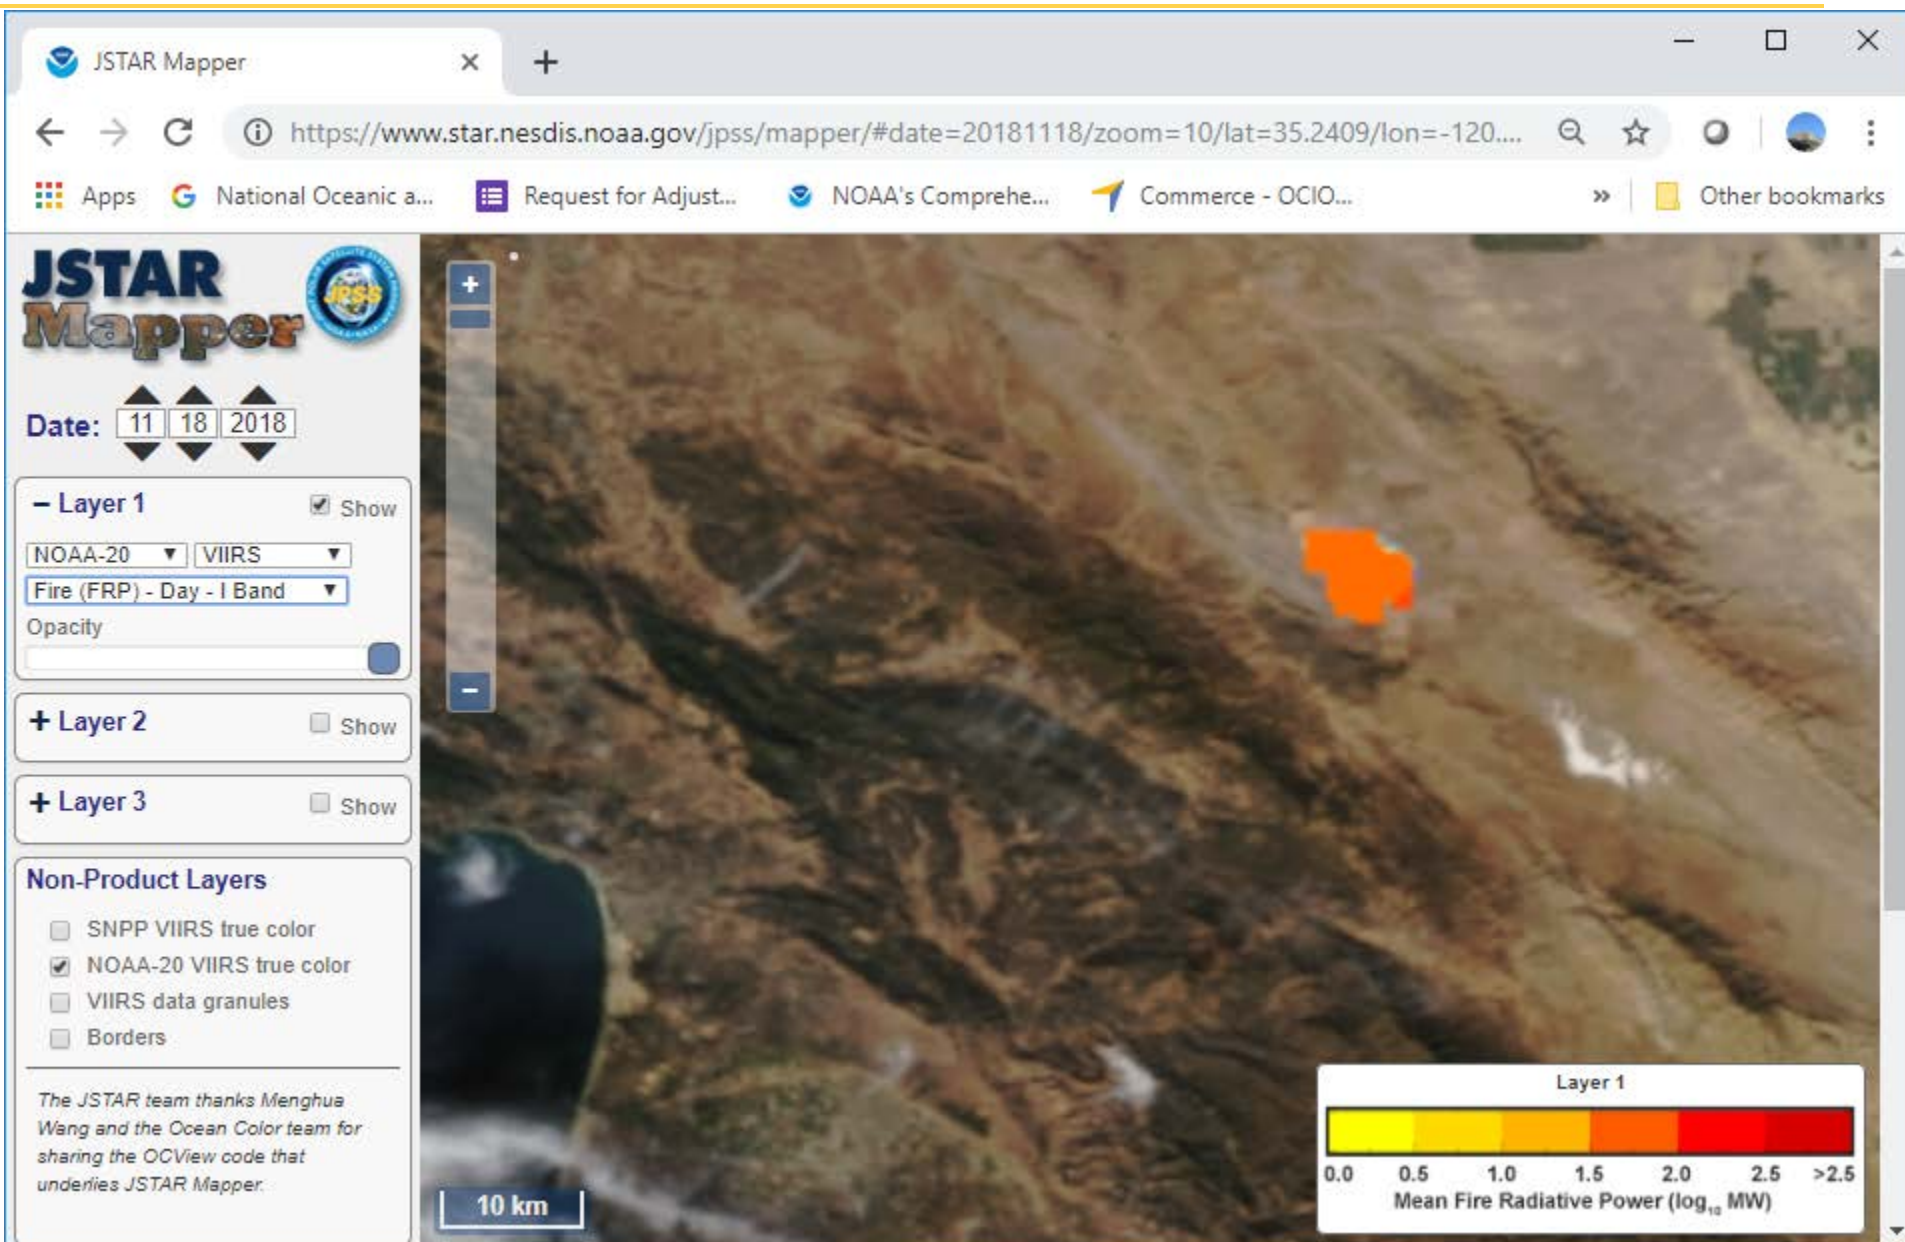 JSTAR Mapper
https://www.star.nesdis.noaa.gov/jpss/mapper/#date=20181118/zoom=10/lat=35.2409/lon=-120....
Apps National Oceanic a... Request for Adjust... NOAA's Comprehe... Commerce - OCIO... » Other bookmarks
JSTAR
Mapper
JPSS
Date: 11 18 2018
− Layer 1 Show
NOAA-20 VIIRS
Fire (FRP) - Day - I Band
Opacity
+ Layer 2 Show
+ Layer 3 Show
Non-Product Layers
SNPP VIIRS true color
NOAA-20 VIIRS true color
VIIRS data granules
Borders
The JSTAR team thanks Menghua
Wang and the Ocean Color team for
sharing the OCView code that
underlies JSTAR Mapper.
+
−
10 km
Layer 1
0.0 0.5 1.0 1.5 2.0 2.5 >2.5
Mean Fire Radiative Power (log₁₀ MW)